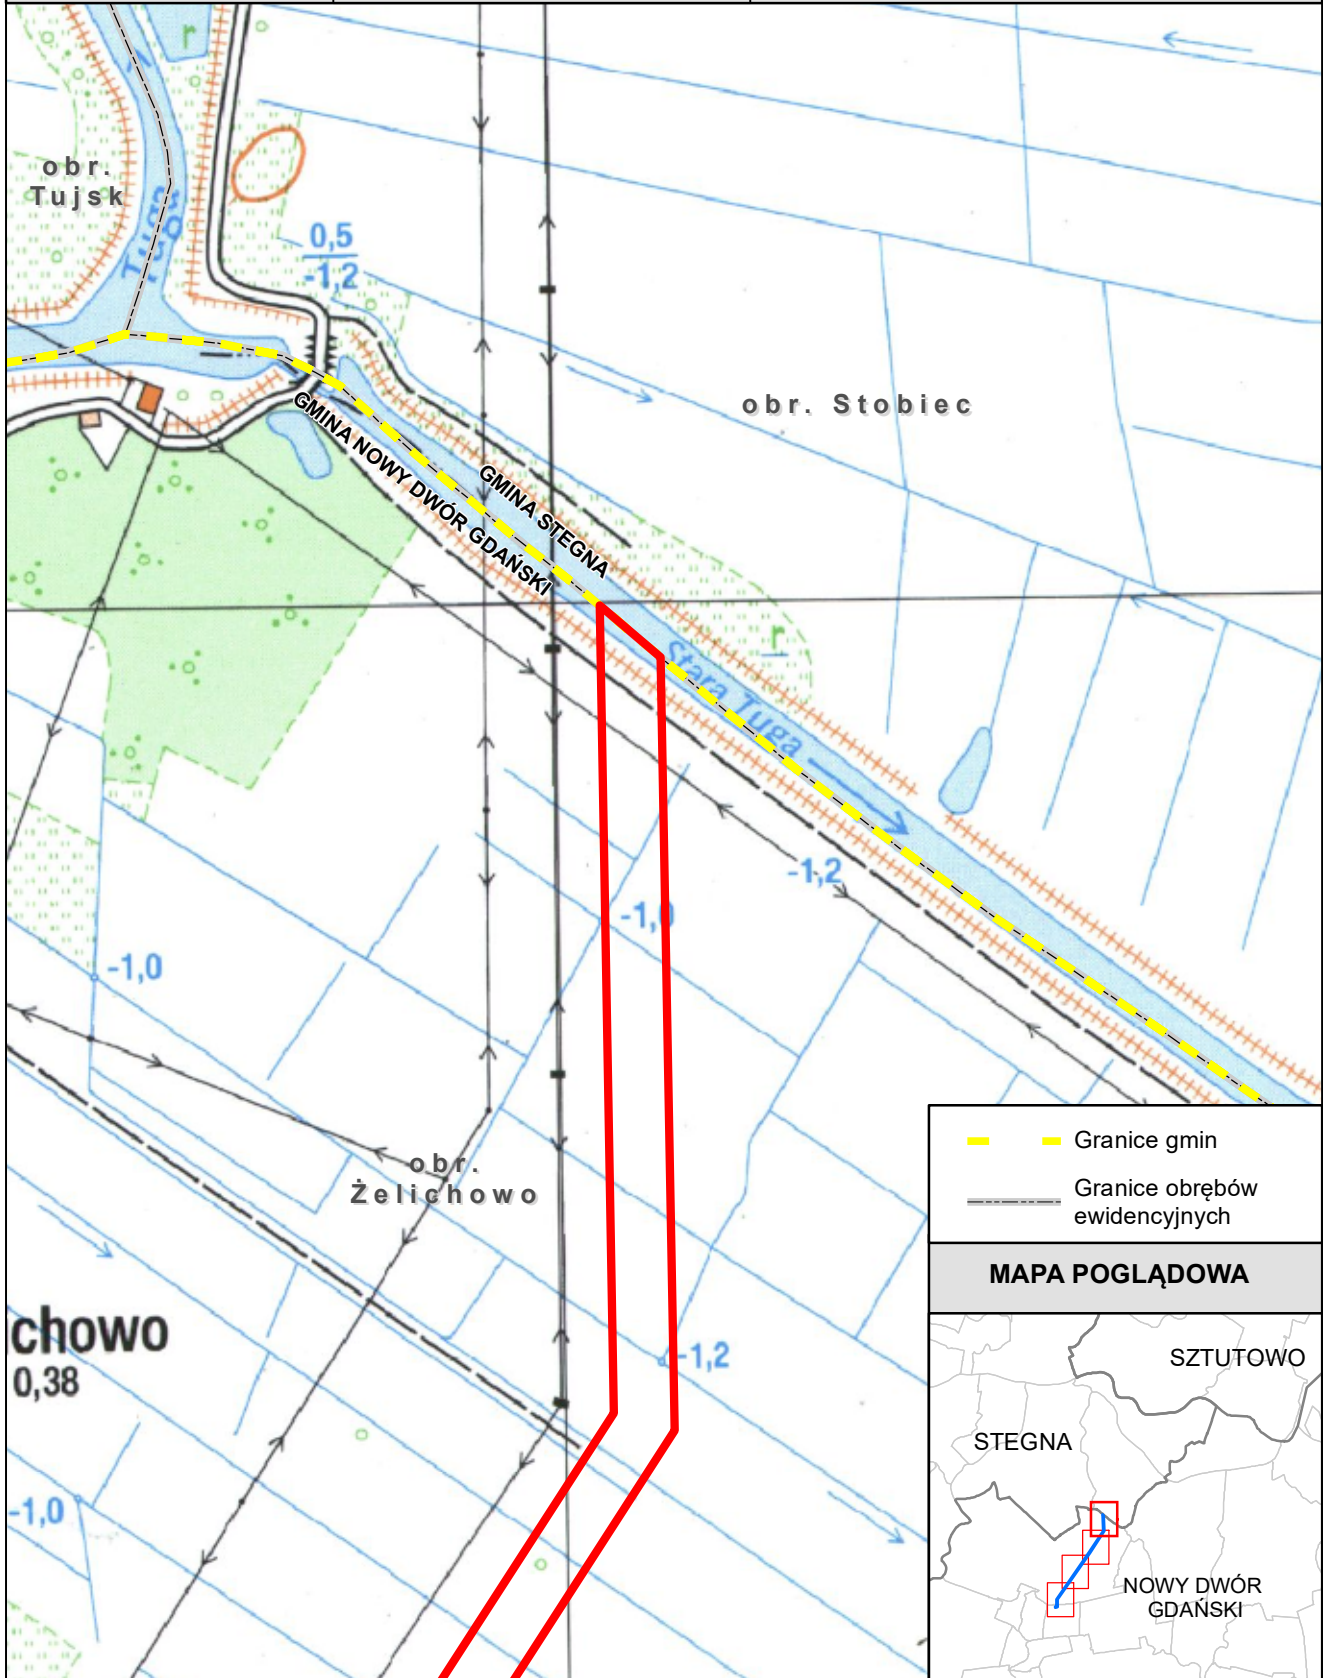 r
obr.
Tujsk
Tuga
0,5
-1,2
obr. Stobiec
GMINA NOWY DWÓR GDAŃSKI
GMINA STEGNA
r
Stara Tuga
-1,2
-1,0
-1,0
obr.
Żelichowo
chowo
0,38
-1,2
-1,0
Granice gmin
Granice obrębów
ewidencyjnych
MAPA POGLĄDOWA
SZTUTOWO
STEGNA
NOWY DWÓR
GDAŃSKI